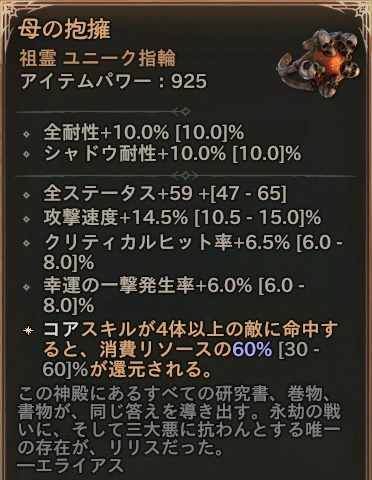 母の抱擁
祖霊 ユニーク指輪
アイテムパワー：925
全耐性+10.0% [10.0]%
シャドウ耐性+10.0% [10.0]%
全ステータス+59 +[47 - 65]
攻撃速度+14.5% [10.5 - 15.0]%
クリティカルヒット率+6.5% [6.0 -
8.0]%
幸運の一撃発生率+6.0% [6.0 -
8.0]%
コアスキルが4体以上の敵に命中す
ると、消費リソースの60% [30 -
60]%が還元される。
この神殿にあるすべての研究書、巻物、
書物が、同じ答えを導き出す。永劫の戦
いに、そして三大悪に抗わんとする唯一
の存在が、リリスだった。
―エライアス